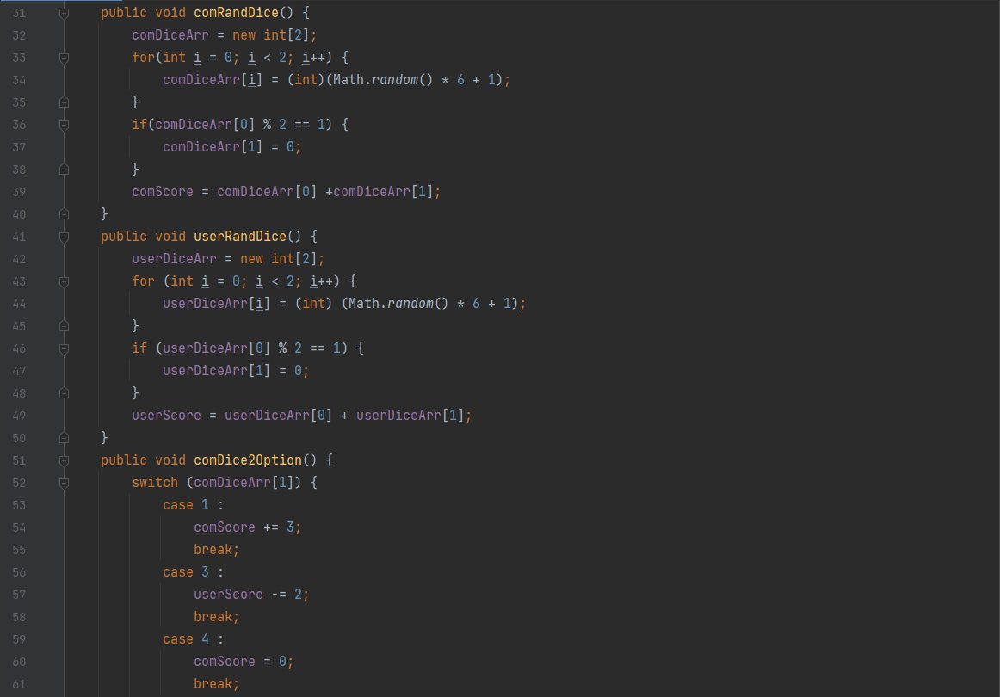 31 public void comRandDice() {
32 comDiceArr = new int[2];
33 for(int i = 0; i < 2; i++) {
34 comDiceArr[i] = (int)(Math.random() * 6 + 1);
35 }
36 if(comDiceArr[0] % 2 == 1) {
37 comDiceArr[1] = 0;
38 }
39 comScore = comDiceArr[0] +comDiceArr[1];
40 }
41 public void userRandDice() {
42 userDiceArr = new int[2];
43 for (int i = 0; i < 2; i++) {
44 userDiceArr[i] = (int) (Math.random() * 6 + 1);
45 }
46 if (userDiceArr[0] % 2 == 1) {
47 userDiceArr[1] = 0;
48 }
49 userScore = userDiceArr[0] + userDiceArr[1];
50 }
51 public void comDice2Option() {
52 switch (comDiceArr[1]) {
53 case 1 :
54 comScore += 3;
55 break;
56 case 3 :
57 userScore -= 2;
58 break;
59 case 4 :
60 comScore = 0;
61 break;